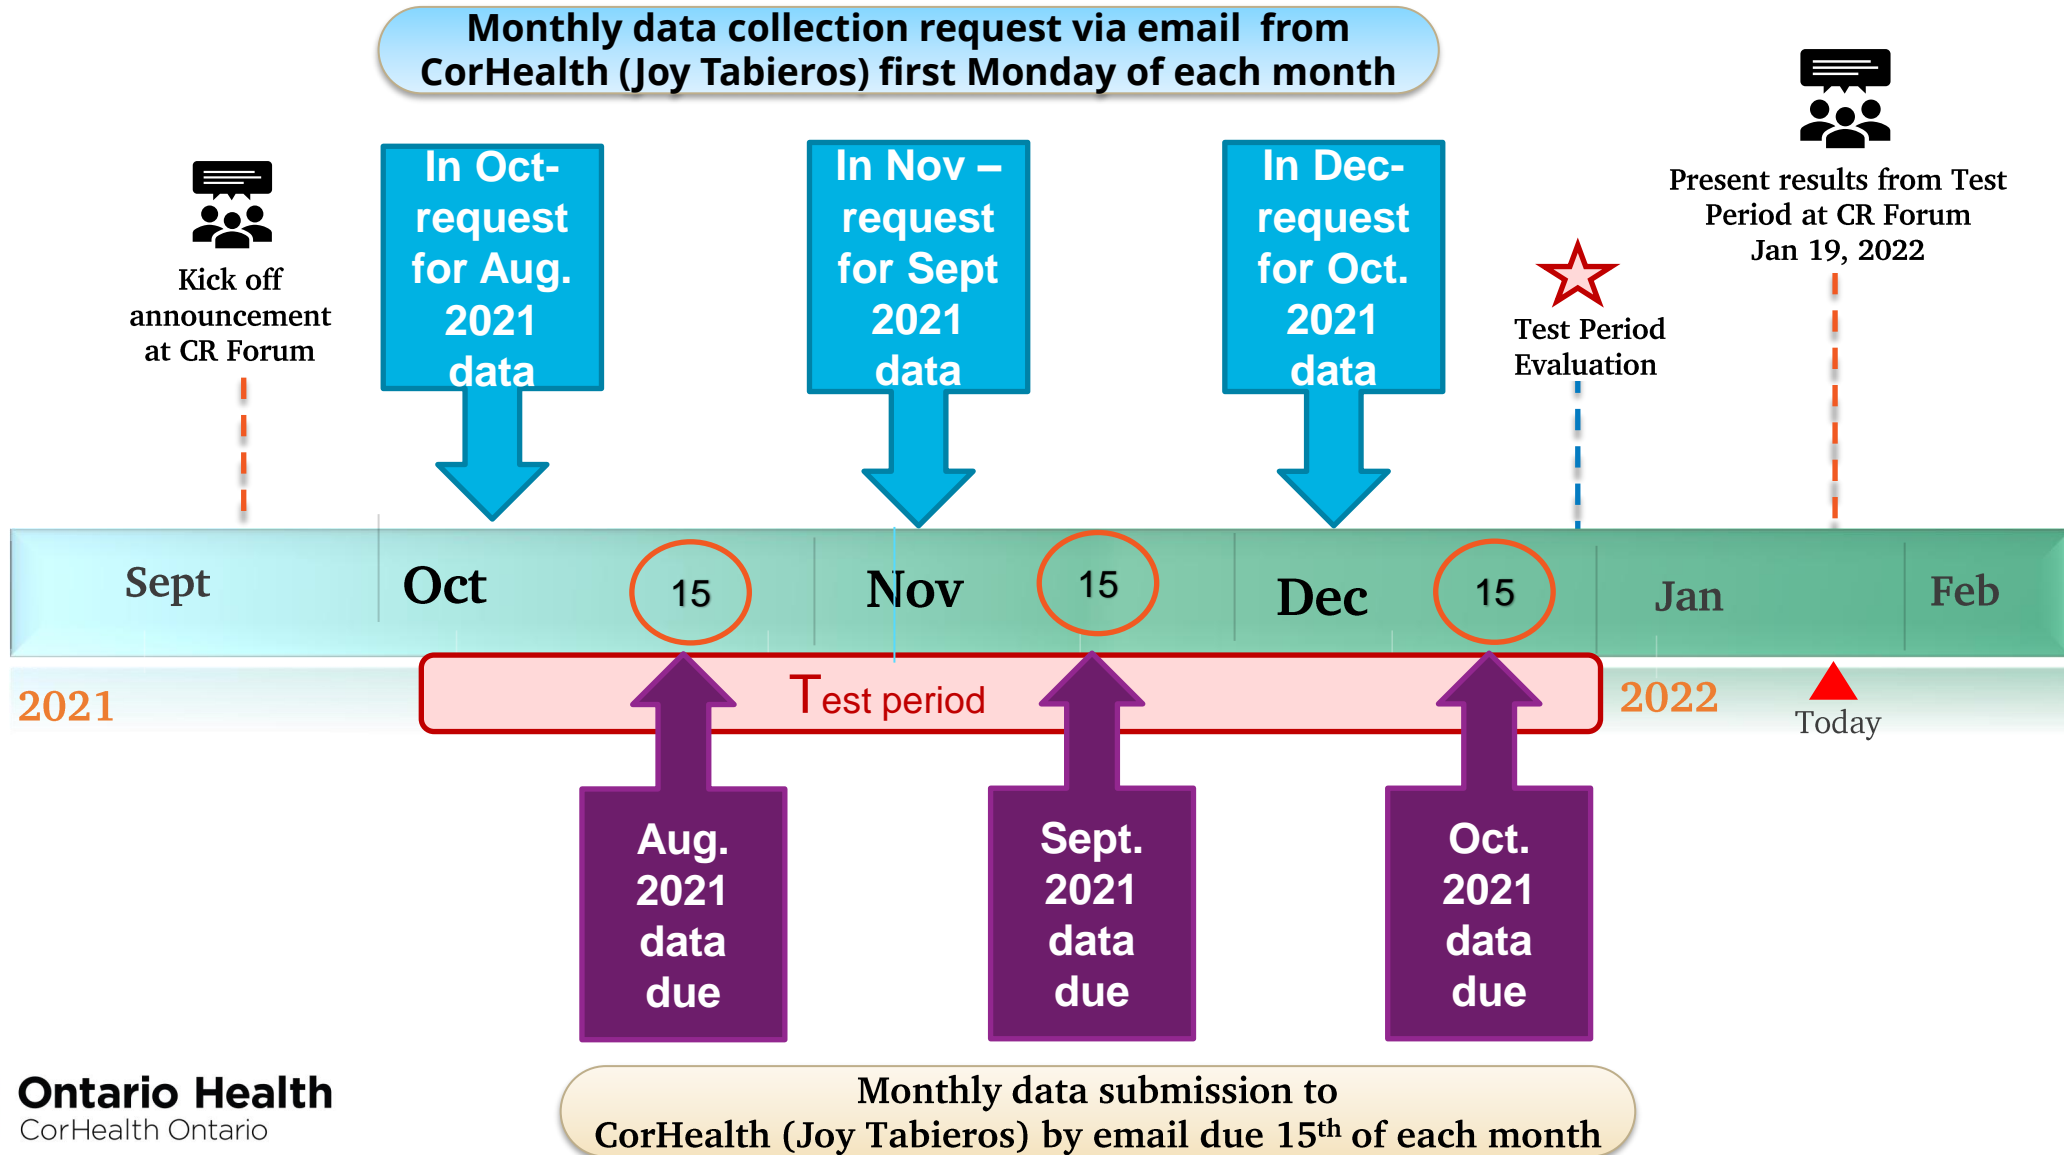 Monthly data collection request via email from
CorHealth (Joy Tabieros) first Monday of each month
Kick off
announcement
at CR Forum
In Oct-
request
for Aug.
2021
data
In Nov –
request
for Sept
2021
data
In Dec-
request
for Oct.
2021
data
Test Period
Evaluation
Present results from Test
Period at CR Forum
Jan 19, 2022
Sept
Oct
15
Nov
15
Dec
15
Jan
Feb
2021
Test period
2022
Today
Aug.
2021
data
due
Sept.
2021
data
due
Oct.
2021
data
due
Ontario Health
CorHealth Ontario
Monthly data submission to
CorHealth (Joy Tabieros) by email due 15th of each month